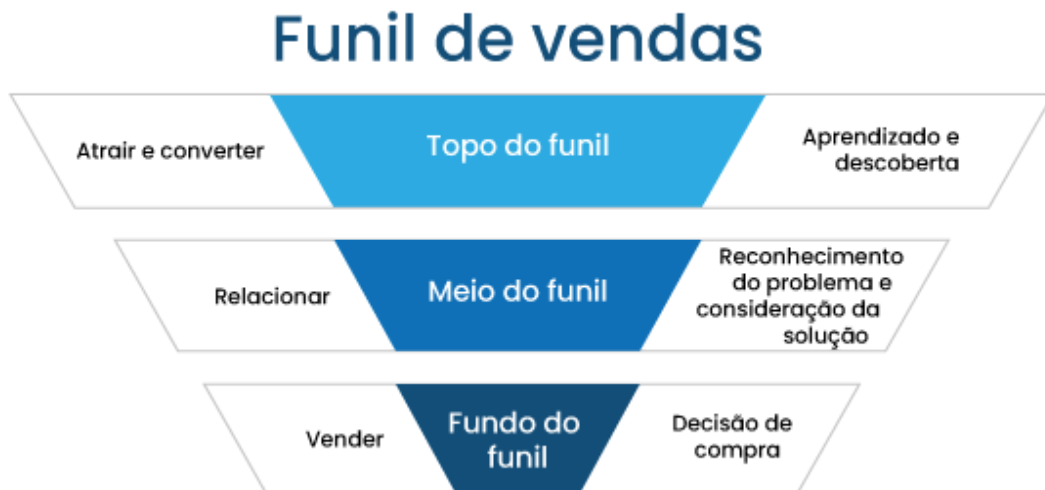 Funil de vendas
Atrair e converter
Topo do funil
Aprendizado e
descoberta
Relacionar
Meio do funil
Reconhecimento
do problema e
consideração da
solução
Vender
Fundo do
funil
Decisão de
compra